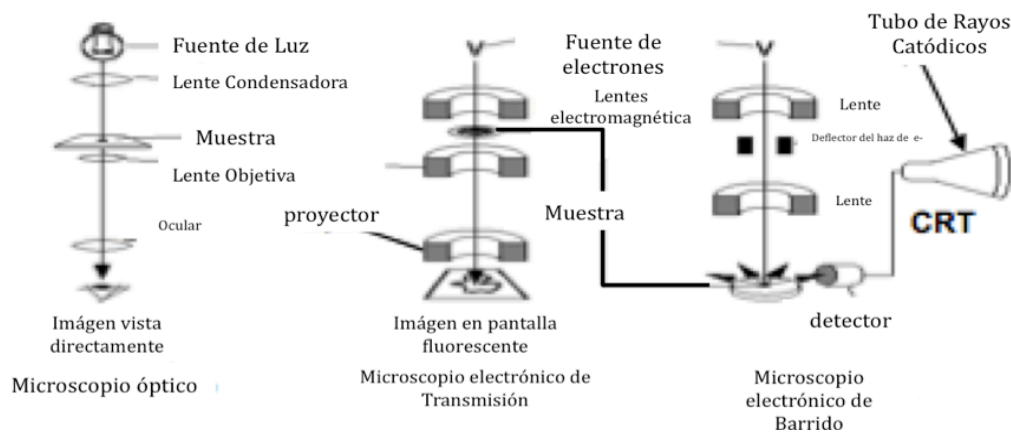 Fuente de Luz
Lente Condensadora
Muestra
Lente Objetiva
Ocular
Imágen vista
directamente
Microscopio óptico
Fuente de
electrones
Lentes
electromagnética
proyector
Muestra
Imágen en pantalla
fluorescente
Microscopio electrónico de
Transmisión
Tubo de Rayos
Catódicos
Lente
Deflector del haz de e-
Lente
CRT
detector
Microscopio
electrónico de
Barrido